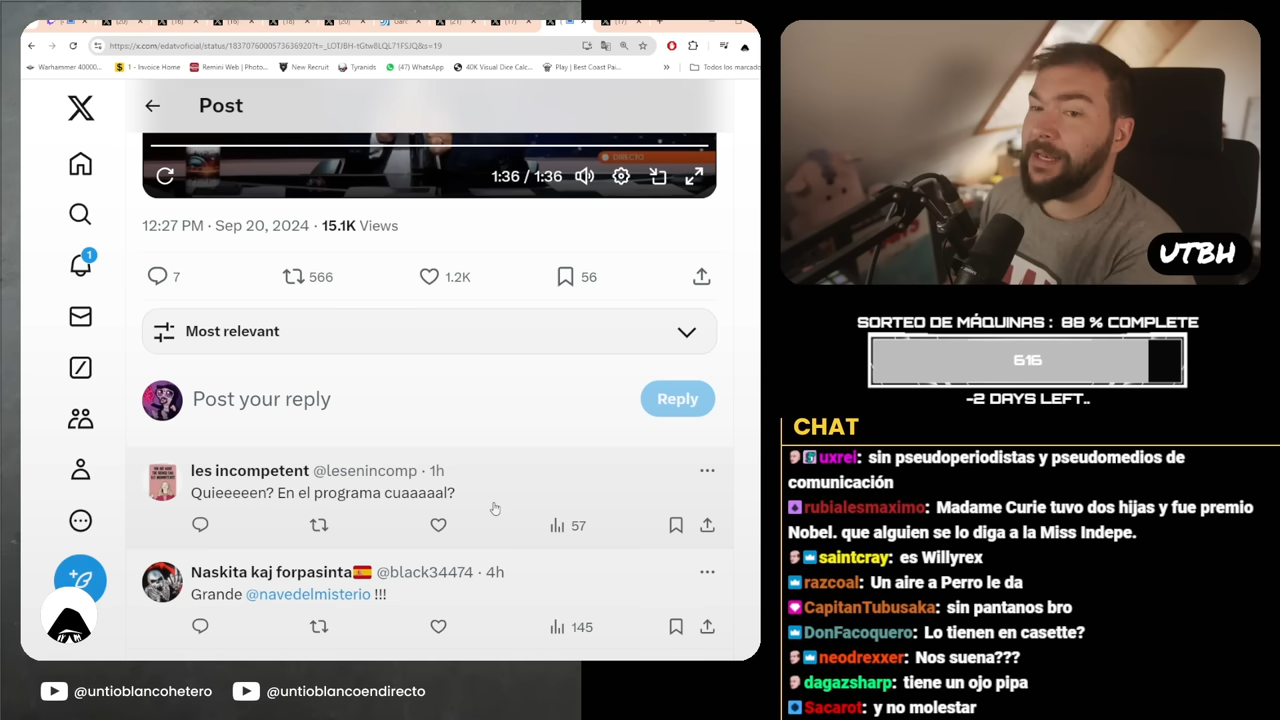 https://x.com/edatvoficial/status/1837076000573636920?t=_LOTJBH-tGtw8LQL71FSJQ&s=19
Warhammer 40000...
1 - Invoice Home
Remini Web | Photo...
New Recruit
Tyranids
(47) WhatsApp
40K Visual Dice Calc...
Play | Best Coast Pai...
»
Todos los marcado
Post
DIRECTO
1:36 / 1:36
12:27 PM · Sep 20, 2024 · 15.1K Views
1
7
566
1.2K
56
Most relevant
Post your reply
Reply
les incompetent @lesenincomp · 1h
Quieeeeen? En el programa cuaaaaal?
57
Naskita kaj forpasinta🇪🇸 @black34474 · 4h
Grande @navedelmisterio !!!
145
@untioblancohetero
@untioblancoendirecto
UTBH
SORTEO DE MÁQUINAS : 88 % COMPLETE
616
-2 DAYS LEFT..
CHAT
uxrel: sin pseudoperiodistas y pseudomedios de
comunicación
rubialesmaximo: Madame Curie tuvo dos hijas y fue premio
Nobel. que alguien se lo diga a la Miss Indepe.
saintcray: es Willyrex
razcoal: Un aire a Perro le da
CapitanTubusaka: sin pantanos bro
DonFacoquero: Lo tienen en casette?
neodrexxer: Nos suena???
dagazsharp: tiene un ojo pipa
Sacarot: y no molestar